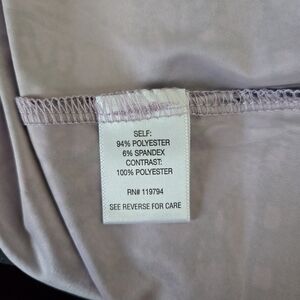 SELF:
94% POLYESTER
6% SPANDEX
CONTRAST:
100% POLYESTER
RN# 119794
SEE REVERSE FOR CARE